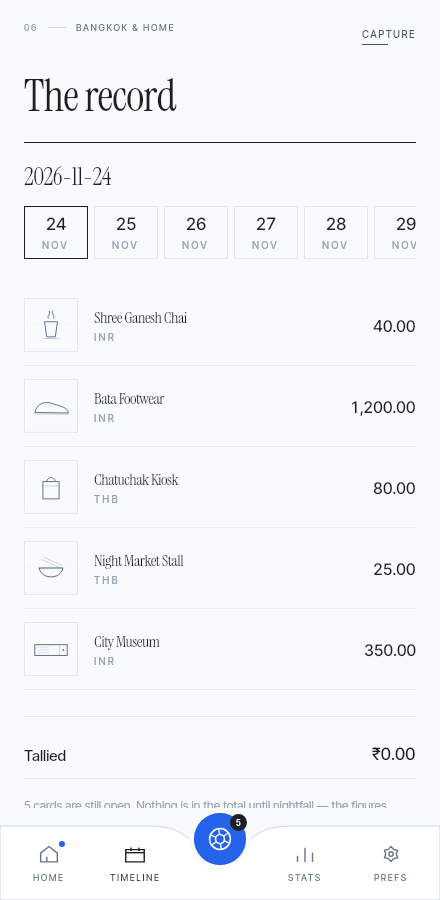 06 BANGKOK & HOME
CAPTURE
The record
2026-11-24
24 25 26 27 28 29
NOV NOV NOV NOV NOV NOV
Shree Ganesh Chai
INR
40.00
Bata Footwear
INR
1,200.00
Chatuchak Kiosk
THB
80.00
Night Market Stall
THB
25.00
City Museum
INR
350.00
Tallied ₹0.00
5 cards are still open. Nothing is in the total until nightfall — the figures
5
HOME TIMELINE STATS PREFS